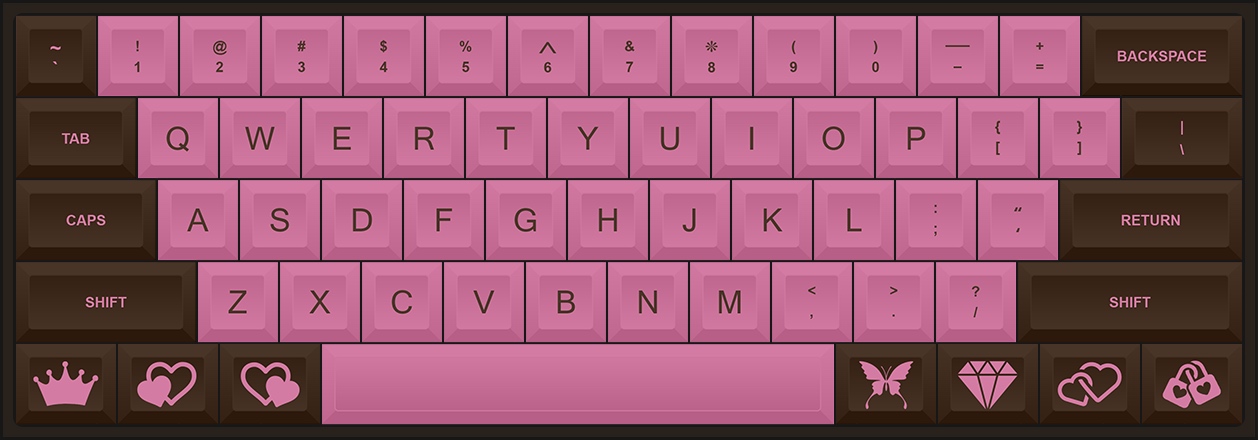 ~ ! @ # $ % ^ & * ( ) — +
` 1 2 3 4 5 6 7 8 9 0 – = BACKSPACE
TAB Q W E R T Y U I O P { } |
[ ] \
CAPS A S D F G H J K L : “ RETURN
; ‘
SHIFT Z X C V B N M < > ? SHIFT
, . /